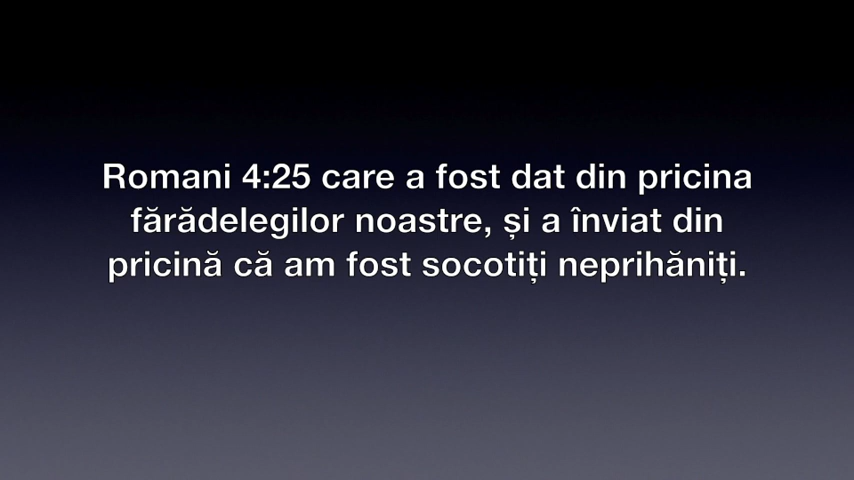 Romani 4:25 care a fost dat din pricina
fărădelegilor noastre, și a înviat din
pricină că am fost socotiți neprihăniți.